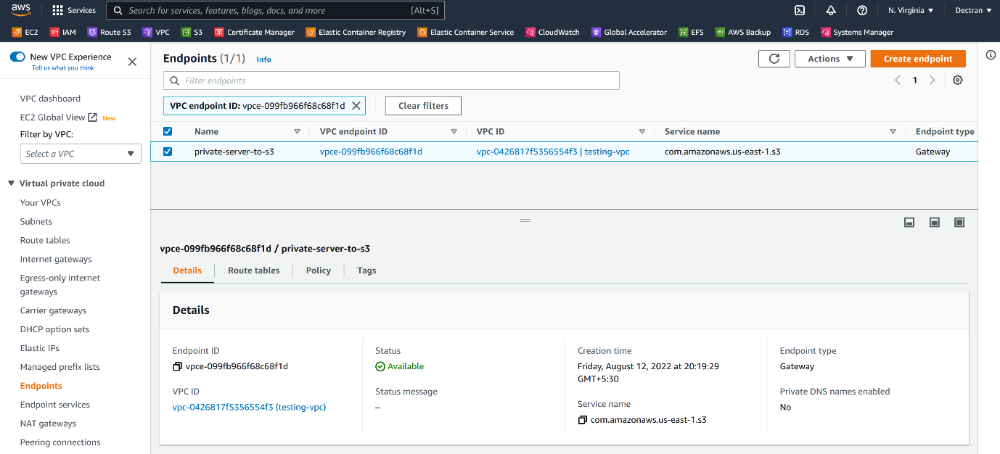 aws
Services
Search for services, features, blogs, docs, and more
[Alt+S]
N. Virginia
Dectran
EC2
IAM
Route 53
VPC
S3
Certificate Manager
Elastic Container Registry
Elastic Container Service
CloudWatch
Global Accelerator
EFS
AWS Backup
RDS
Systems Manager
New VPC Experience
Tell us what you think
VPC dashboard
EC2 Global View
New
Filter by VPC:
Select a VPC
Virtual private cloud
Your VPCs
Subnets
Route tables
Internet gateways
Egress-only internet
gateways
Carrier gateways
DHCP option sets
Elastic IPs
Managed prefix lists
Endpoints
Endpoint services
NAT gateways
Peering connections
Endpoints (1/1)
Info
Actions
Create endpoint
Filter endpoints
1
VPC endpoint ID: vpce-099fb966f68c68f1d
Clear filters
Name
VPC endpoint ID
VPC ID
Service name
Endpoint type
private-server-to-s3
vpce-099fb966f68c68f1d
vpc-0426817f5356554f3 | testing-vpc
com.amazonaws.us-east-1.s3
Gateway
vpce-099fb966f68c68f1d / private-server-to-s3
Details
Route tables
Policy
Tags
Details
Endpoint ID
vpce-099fb966f68c68f1d
VPC ID
vpc-0426817f5356554f3 (testing-vpc)
Status
Available
Status message
–
Creation time
Friday, August 12, 2022 at 20:19:29
GMT+5:30
Service name
com.amazonaws.us-east-1.s3
Endpoint type
Gateway
Private DNS names enabled
No